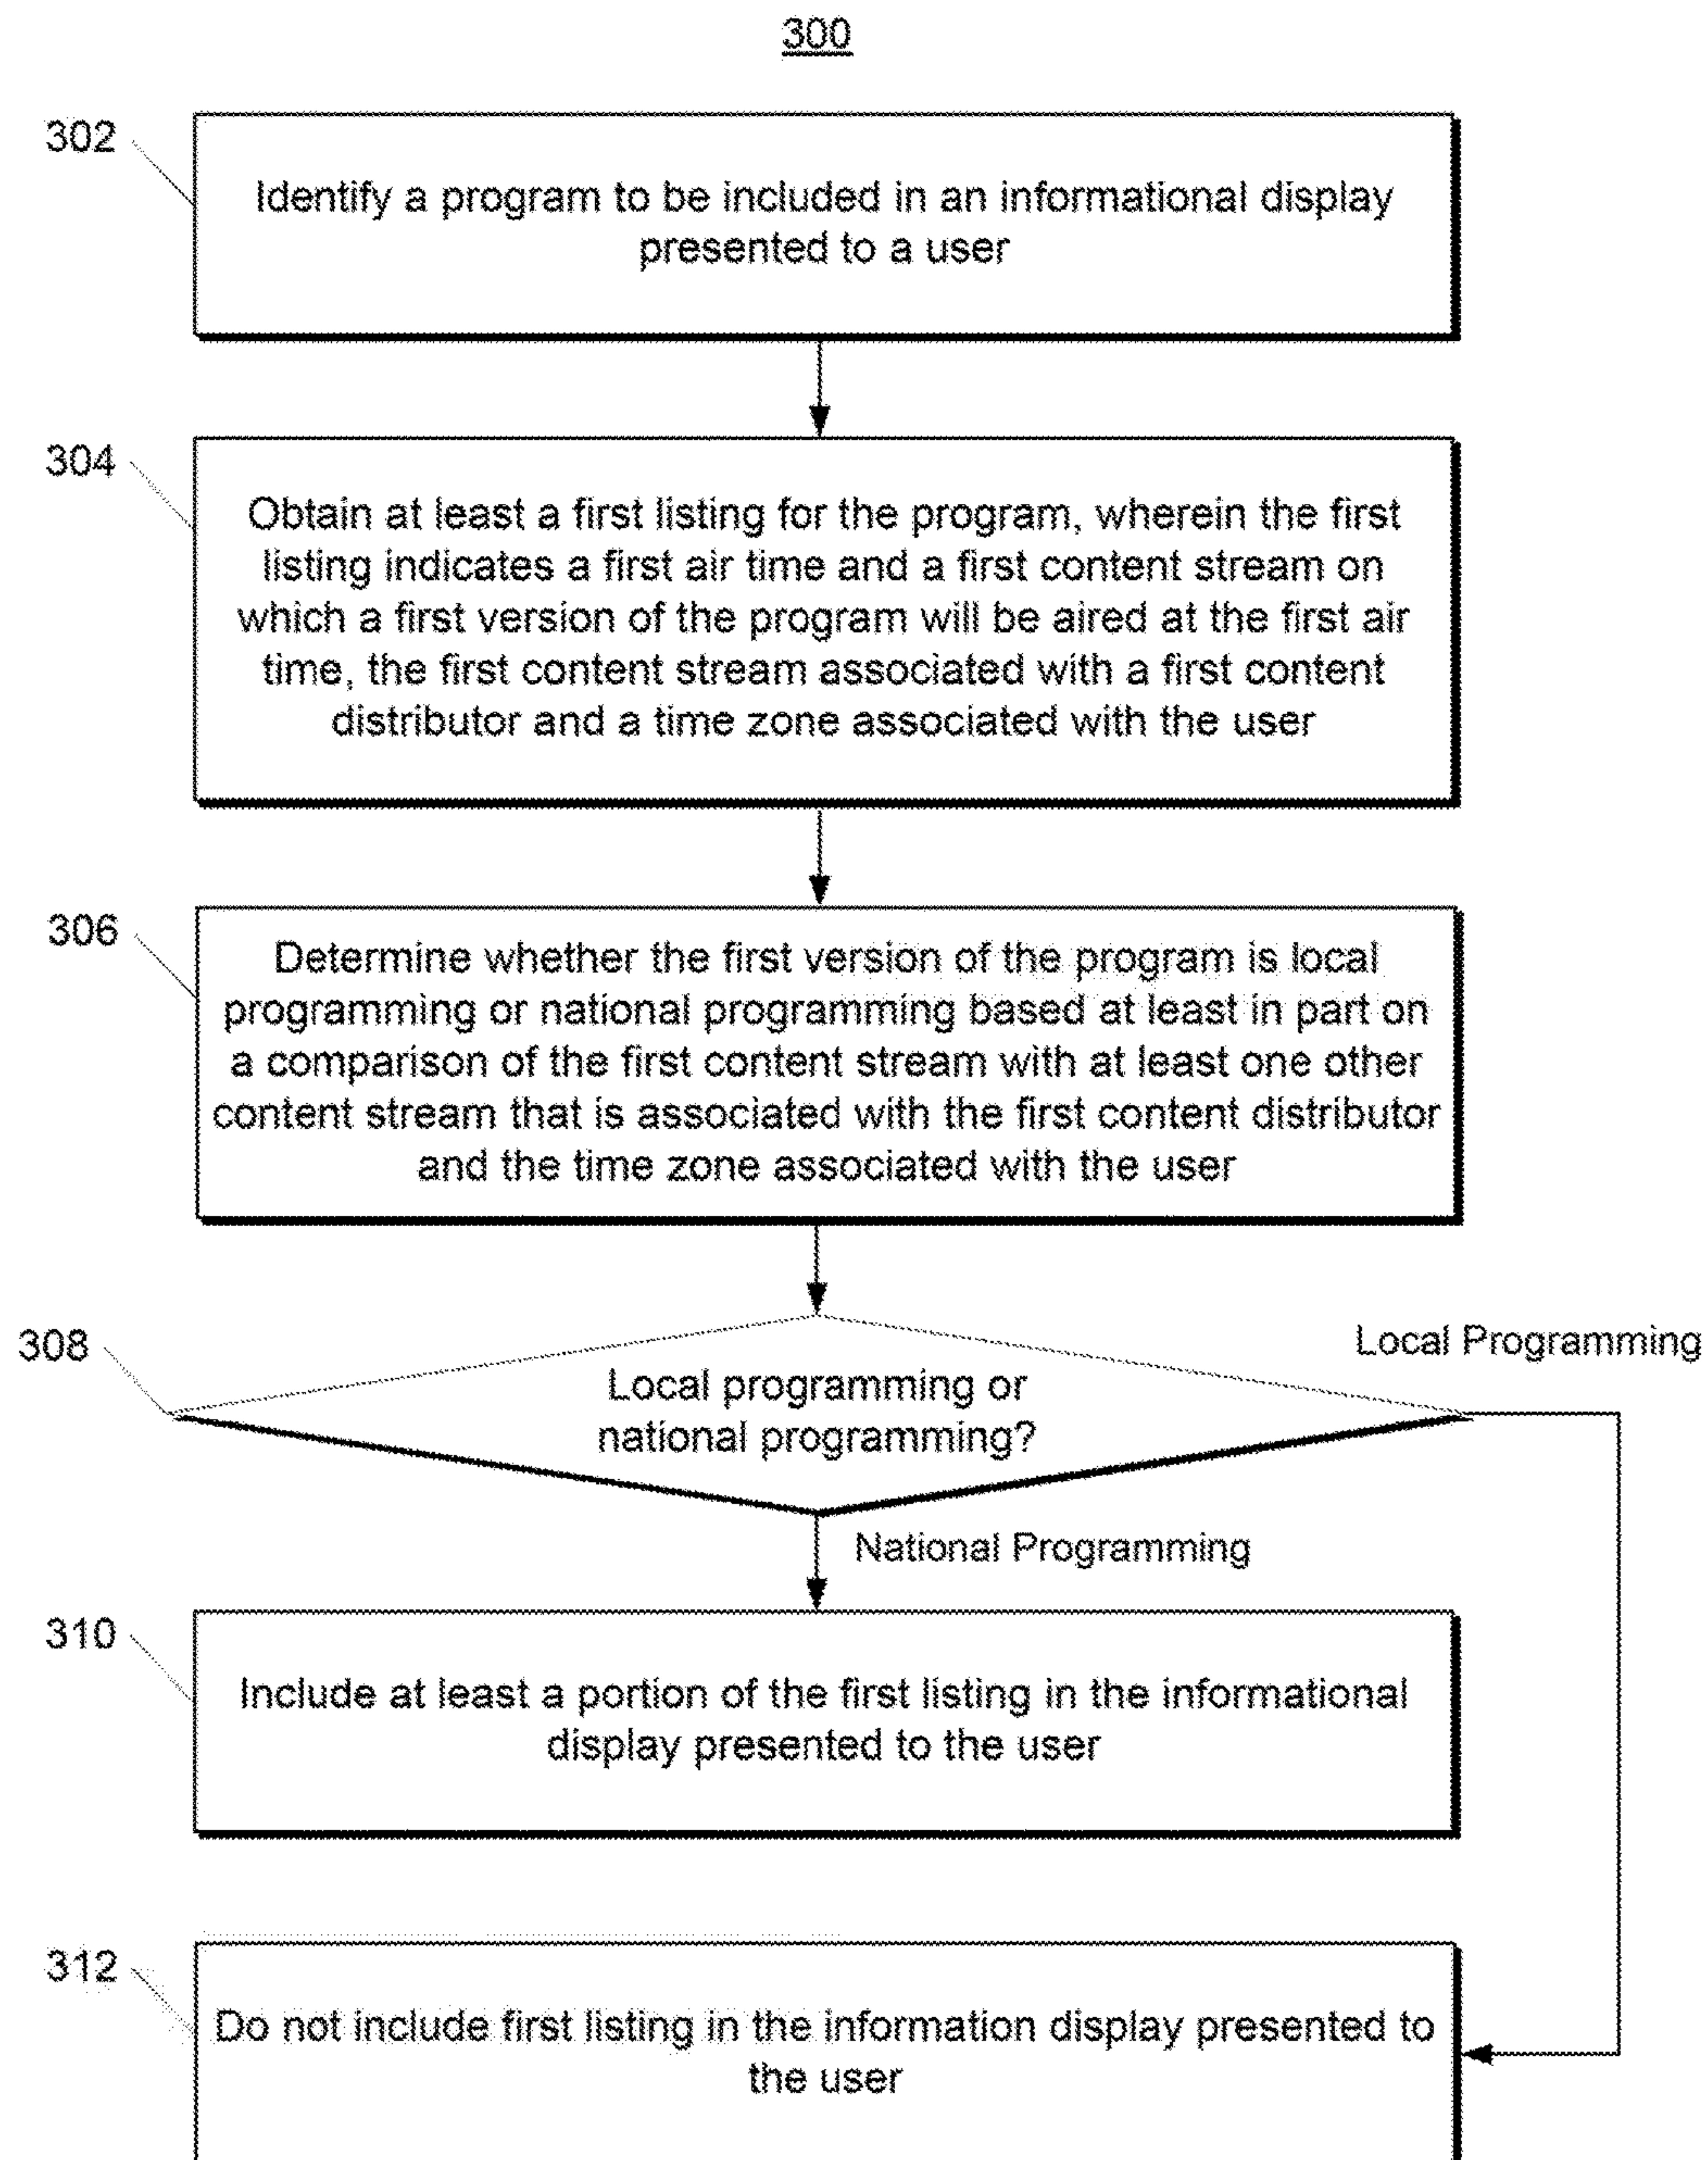 300
302
Identify a program to be included in an informational display
presented to a user
304
Obtain at least a first listing for the program, wherein the first
listing indicates a first air time and a first content stream on
which a first version of the program will be aired at the first air
time, the first content stream associated with a first content
distributor and a time zone associated with the user
306
Determine whether the first version of the program is local
programming or national programming based at least in part on
a comparison of the first content stream with at least one other
content stream that is associated with the first content distributor
and the time zone associated with the user
308
Local Programming
Local programming or
national programming?
National Programming
310
Include at least a portion of the first listing in the informational
display presented to the user
312
Do not include first listing in the information display presented to
the user